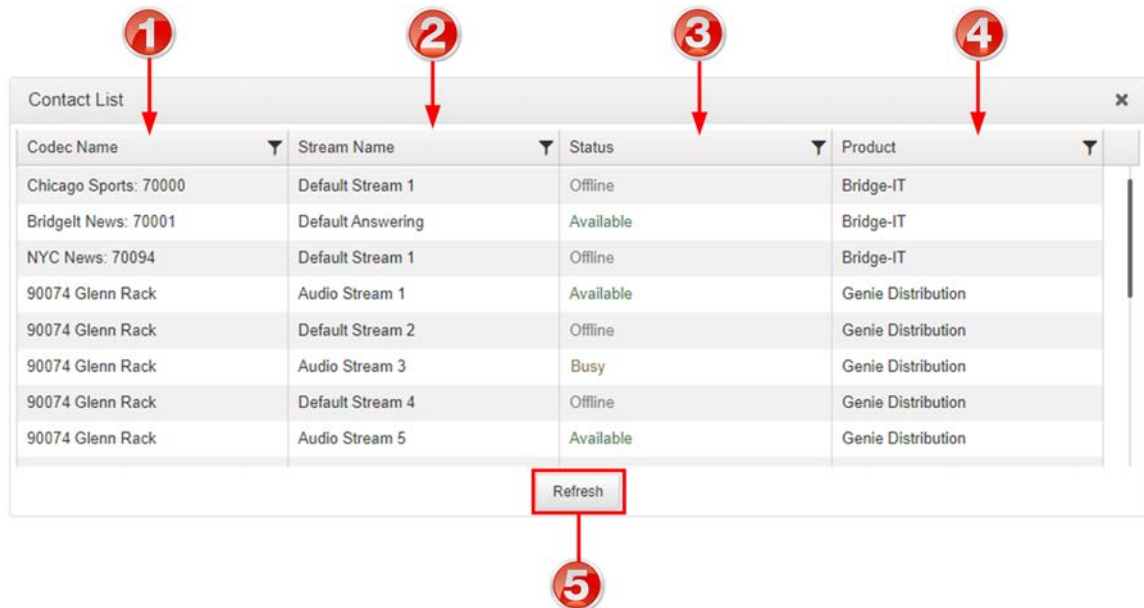 1 2 3 4
Contact List
Codec Name Stream Name Status Product
Chicago Sports: 70000 Default Stream 1 Offline Bridge-IT
BridgeIt News: 70001 Default Answering Available Bridge-IT
NYC News: 70094 Default Stream 1 Offline Bridge-IT
90074 Glenn Rack Audio Stream 1 Available Genie Distribution
90074 Glenn Rack Default Stream 2 Offline Genie Distribution
90074 Glenn Rack Audio Stream 3 Busy Genie Distribution
90074 Glenn Rack Default Stream 4 Offline Genie Distribution
90074 Glenn Rack Audio Stream 5 Available Genie Distribution
Refresh
5